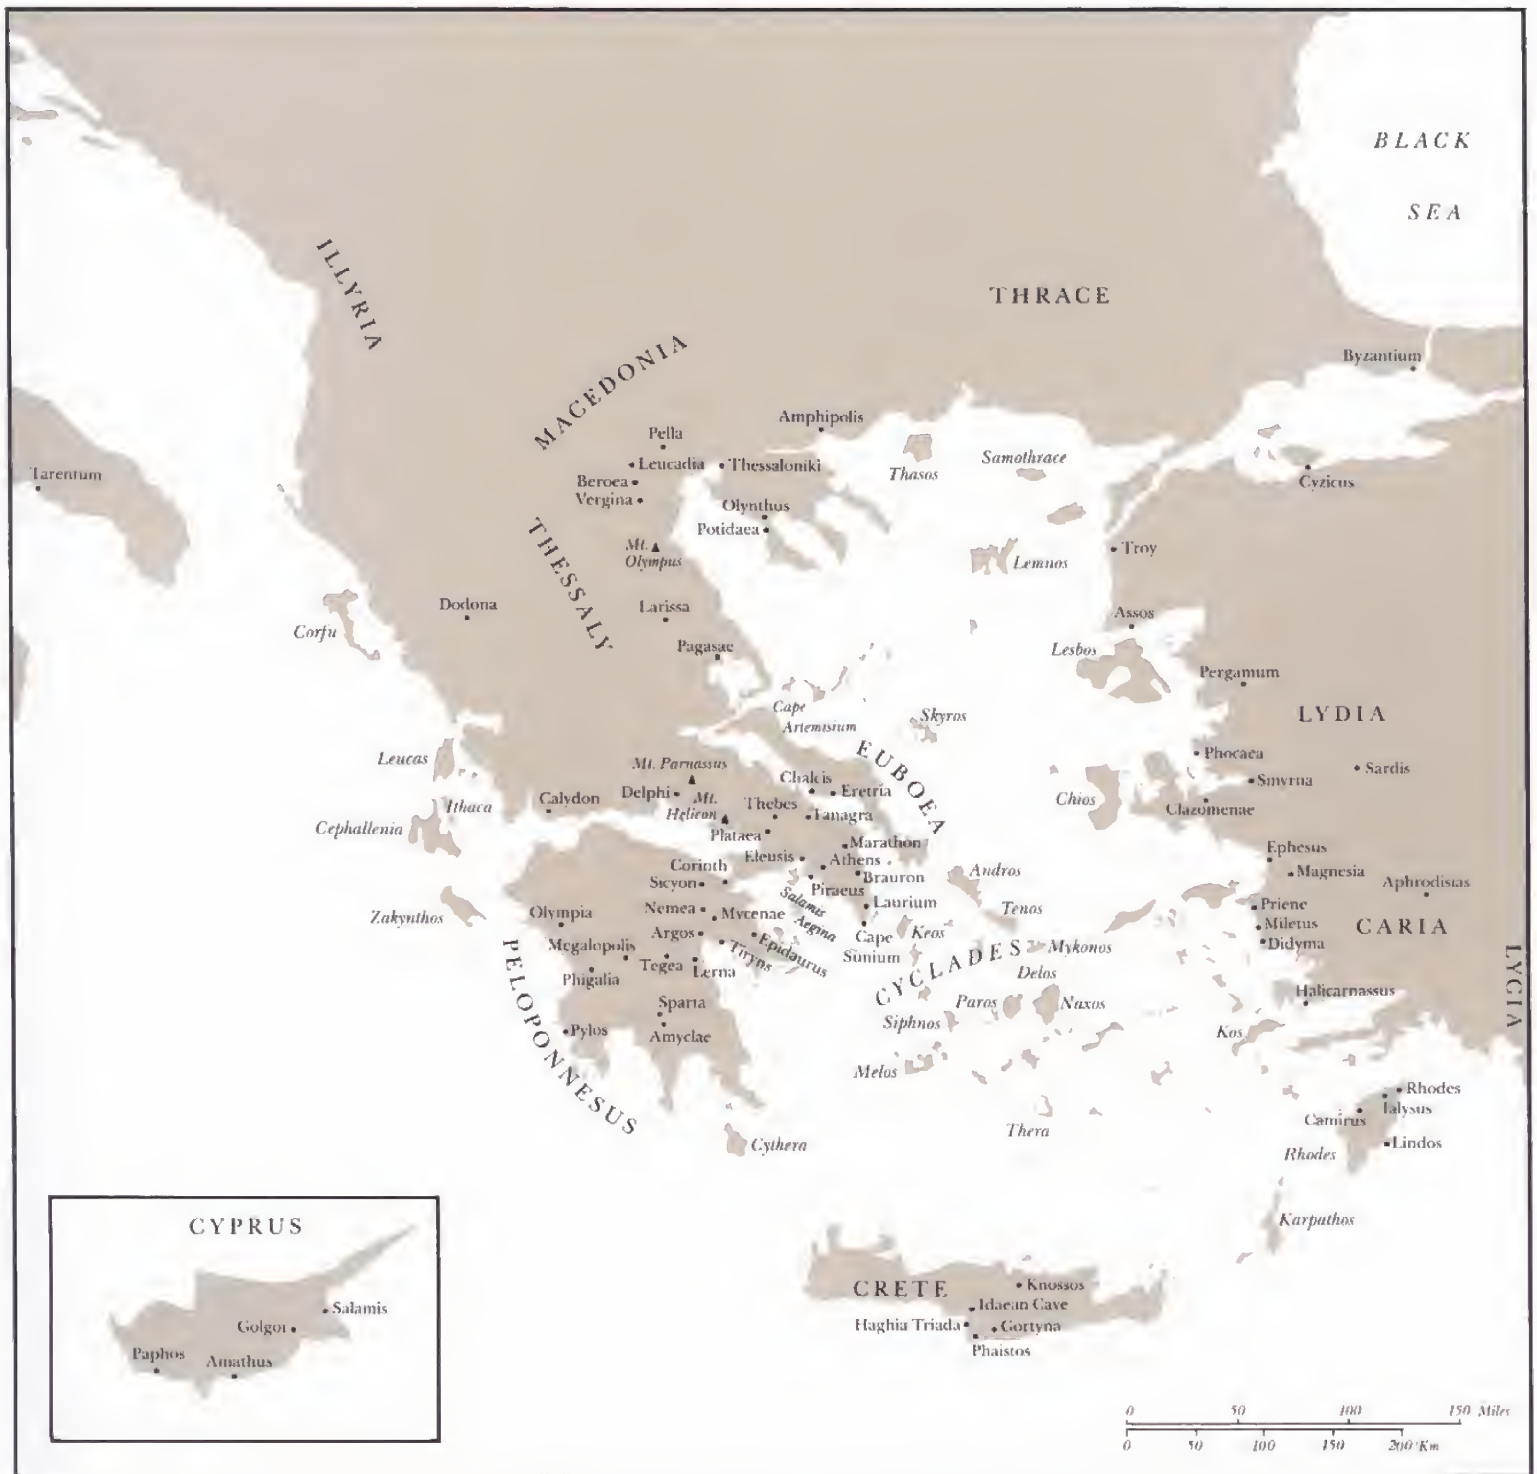 BLACK
SEA
ILLYRIA
THRACE
MACEDONIA
Byzantium
Amphipolis
Pella
Leucadia
Thessaloniki
Thasos
Samothrace
Tarentum
Beroea
Vergina
Cyzicus
Olynthus
Potidaea
THESSALY
Mt.
Olympus
Troy
Lemnos
Dodona
Larissa
Assos
Corfu
Pagasae
Lesbos
Pergamum
Cape
Artemisium
Skyros
LYDIA
Leucas
Mt. Parnassus
EUBOEA
Phocaea
Smyrna
Sardis
Chalcis
Delphi
Mt.
Helicon
Eretria
Ithaca
Calydon
Thebes
Tanagra
Chios
Clazomenae
Cephallenia
Plataea
Marathon
Eleusis
Athens
Ephesus
Corinth
Brauron
Andros
Magnesia
Sicyon
Piraeus
Aphrodisias
Salamis
Laurium
Zakynthos
Olympia
Nemea
Mycenae
Aegina
Tenos
Priene
Argos
Epidaurus
Cape
Sunium
Keos
Miletus
CARIA
Megalopolis
Tiryns
CYCLADES
Mykonos
Didyma
LYCIA
Phigalia
Tegea
Lerna
Delos
Halicarnassus
PELOPONNESUS
Sparta
Paros
Naxos
Pylos
Amyclae
Siphnos
Kos
Melos
Rhodes
Ialysus
Camirus
Thera
Cythera
Lindos
Rhodes
CYPRUS
Karpathos
Salamis
Golgoi
Paphos
Amathus
CRETE
Knossos
Idaean Cave
Haghia Triada
Gortyna
Phaistos
0 50 100 150 Miles
0 50 100 150 200 Km